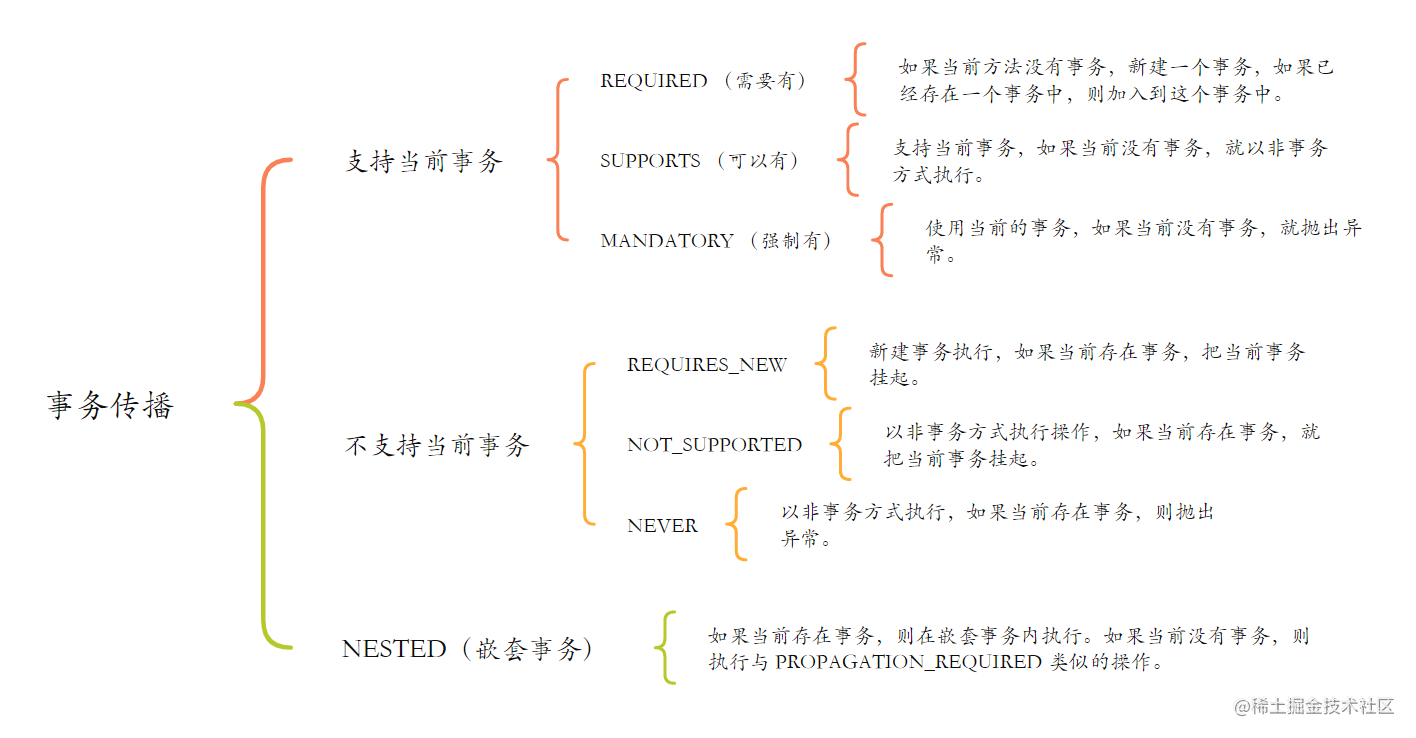 事务传播
支持当前事务
REQUIRED（需要有）
如果当前方法没有事务，新建一个事务，如果已
经存在一个事务中，则加入到这个事务中。
SUPPORTS（可以有）
支持当前事务，如果当前没有事务，就以非事务
方式执行。
MANDATORY（强制有）
使用当前的事务，如果当前没有事务，就抛出异
常。
不支持当前事务
REQUIRES_NEW
新建事务执行，如果当前存在事务，把当前事务
挂起。
NOT_SUPPORTED
以非事务方式执行操作，如果当前存在事务，就
把当前事务挂起。
NEVER
以非事务方式执行，如果当前存在事务，则抛出
异常。
NESTED（嵌套事务）
如果当前存在事务，则在嵌套事务内执行。如果当前没有事务，则
执行与 PROPAGATION_REQUIRED 类似的操作。
@稀土掘金技术社区